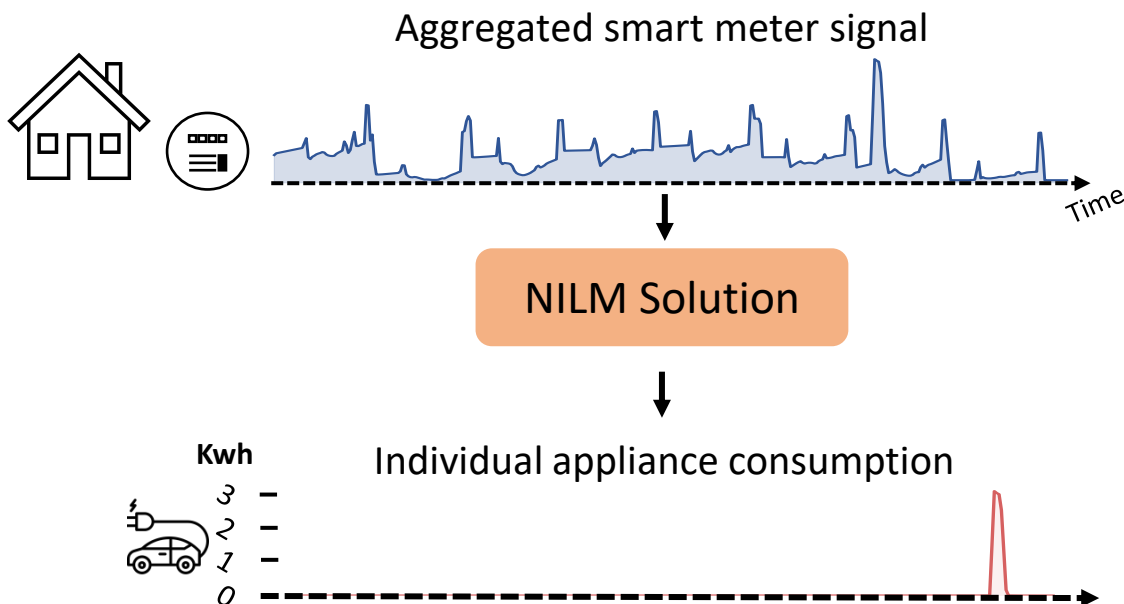 Aggregated smart meter signal
Time
NILM Solution
Individual appliance consumption
Kwh
3
2
1
0